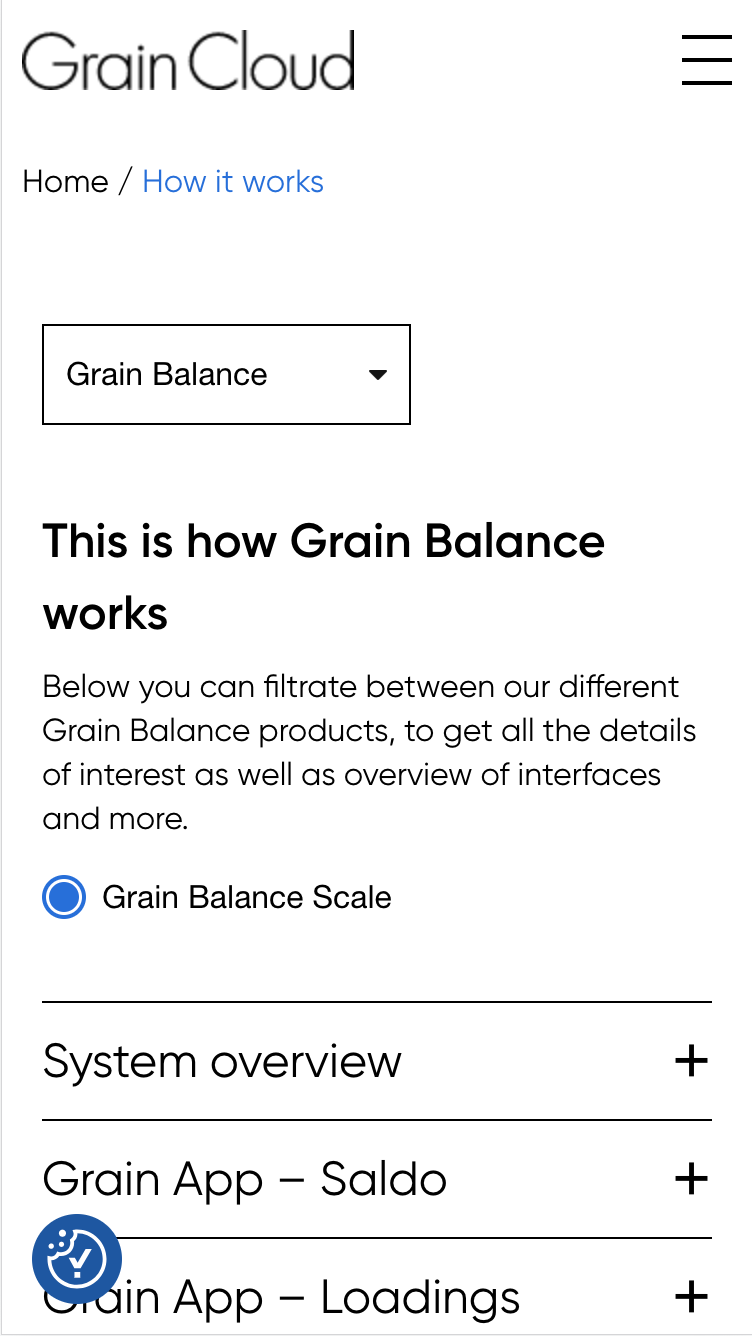 Grain Cloud
Home / How it works
Grain Balance
This is how Grain Balance
works
Below you can filtrate between our different
Grain Balance products, to get all the details
of interest as well as overview of interfaces
and more.
Grain Balance Scale
System overview
Grain App – Saldo
Grain App – Loadings